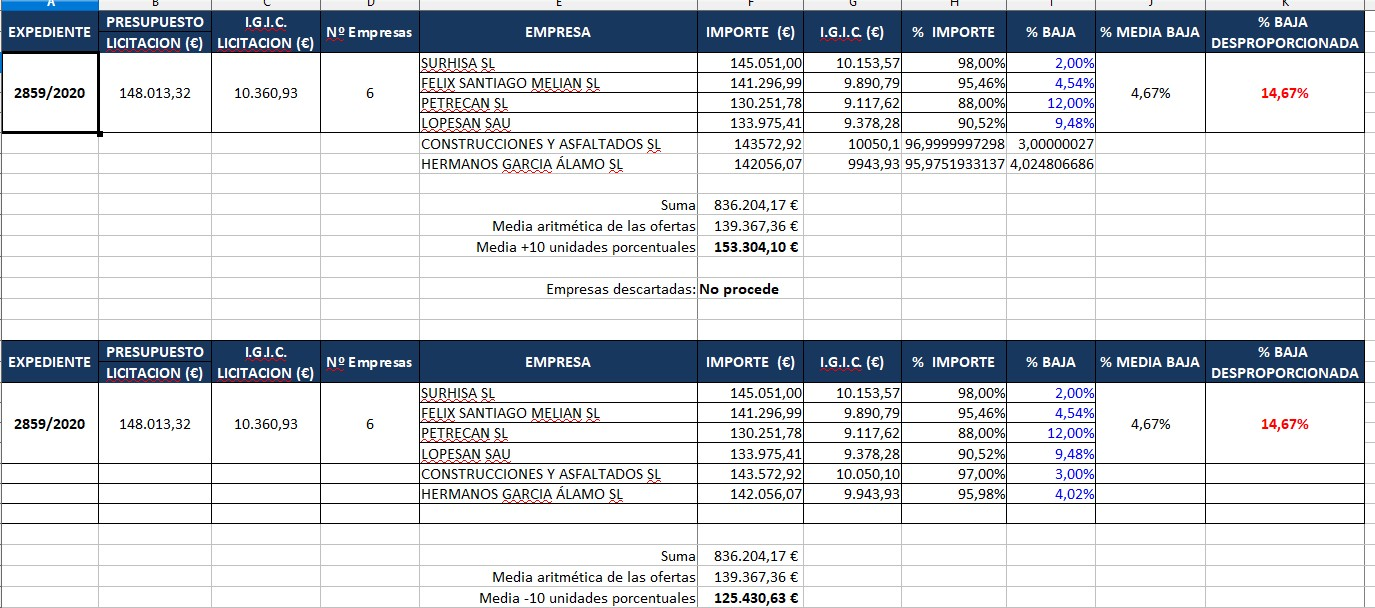 A B C D E F G H I J K
EXPEDIENTE PRESUPUESTO LICITACION (€) I.G.I.C. LICITACION (€) Nº Empresas EMPRESA IMPORTE (€) I.G.I.C. (€) % IMPORTE % BAJA % MEDIA BAJA % BAJA DESPROPORCIONADA
2859/2020 148.013,32 10.360,93 6 SURHISA SL 145.051,00 10.153,57 98,00% 2,00% 4,67% 14,67%
FELIX SANTIAGO MELIAN SL 141.296,99 9.890,79 95,46% 4,54%
PETRECAN SL 130.251,78 9.117,62 88,00% 12,00%
LOPESAN SAU 133.975,41 9.378,28 90,52% 9,48%
CONSTRUCCIONES Y ASFALTADOS SL 143572,92 10050,1 96,9999997298 3,00000027
HERMANOS GARCIA ÁLAMO SL 142056,07 9943,93 95,9751933137 4,024806686
Suma 836.204,17 €
Media aritmética de las ofertas 139.367,36 €
Media +10 unidades porcentuales 153.304,10 €
Empresas descartadas: No procede
EXPEDIENTE PRESUPUESTO LICITACION (€) I.G.I.C. LICITACION (€) Nº Empresas EMPRESA IMPORTE (€) I.G.I.C. (€) % IMPORTE % BAJA % MEDIA BAJA % BAJA DESPROPORCIONADA
2859/2020 148.013,32 10.360,93 6 SURHISA SL 145.051,00 10.153,57 98,00% 2,00% 4,67% 14,67%
FELIX SANTIAGO MELIAN SL 141.296,99 9.890,79 95,46% 4,54%
PETRECAN SL 130.251,78 9.117,62 88,00% 12,00%
LOPESAN SAU 133.975,41 9.378,28 90,52% 9,48%
CONSTRUCCIONES Y ASFALTADOS SL 143.572,92 10.050,10 97,00% 3,00%
HERMANOS GARCIA ÁLAMO SL 142.056,07 9.943,93 95,98% 4,02%
Suma 836.204,17 €
Media aritmética de las ofertas 139.367,36 €
Media -10 unidades porcentuales 125.430,63 €